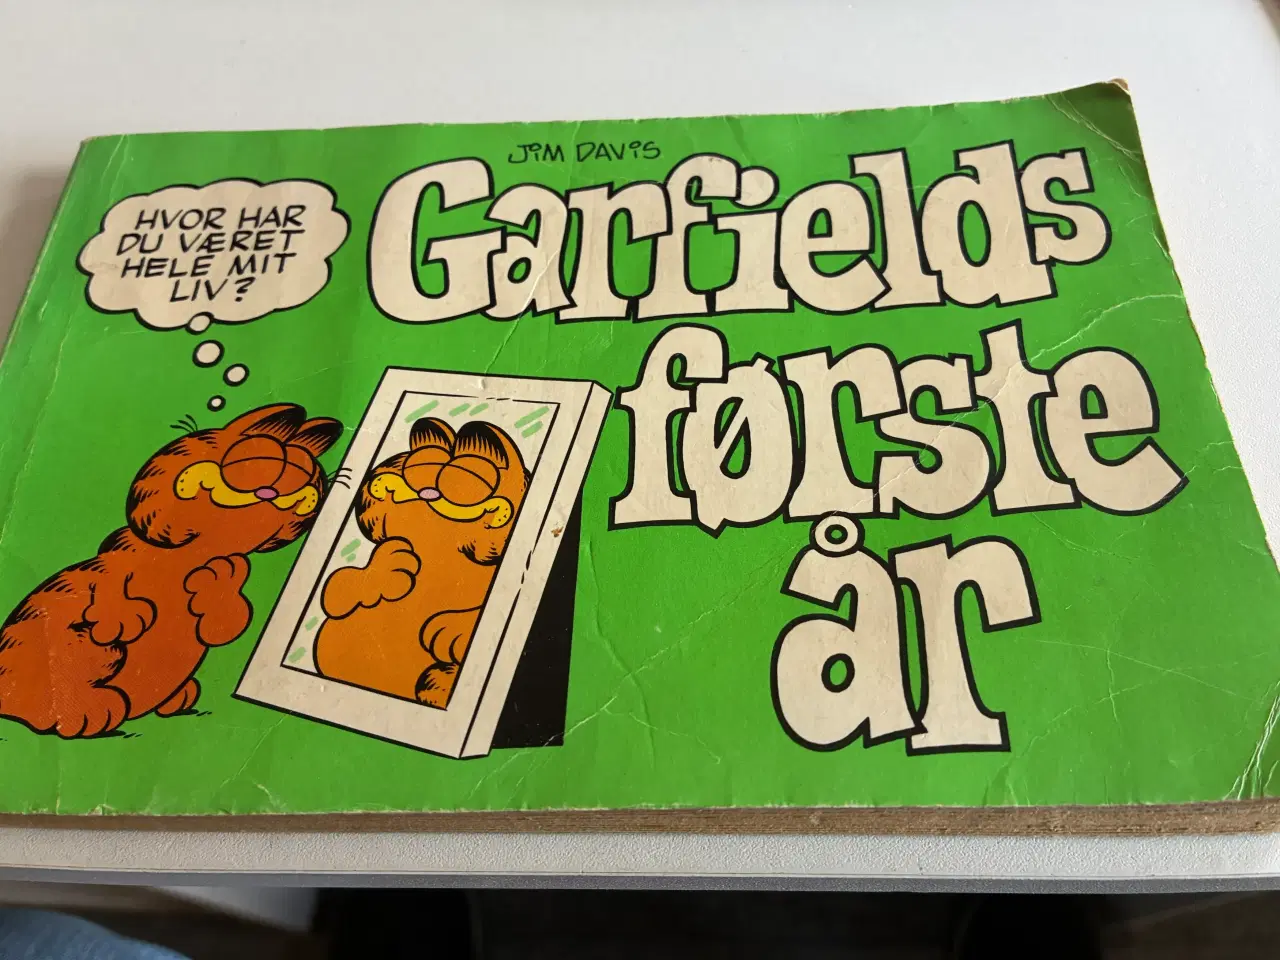 JIM DAVIS
Garfields
første
år
HVOR HAR
DU VÆRET
HELE MIT
LIV?